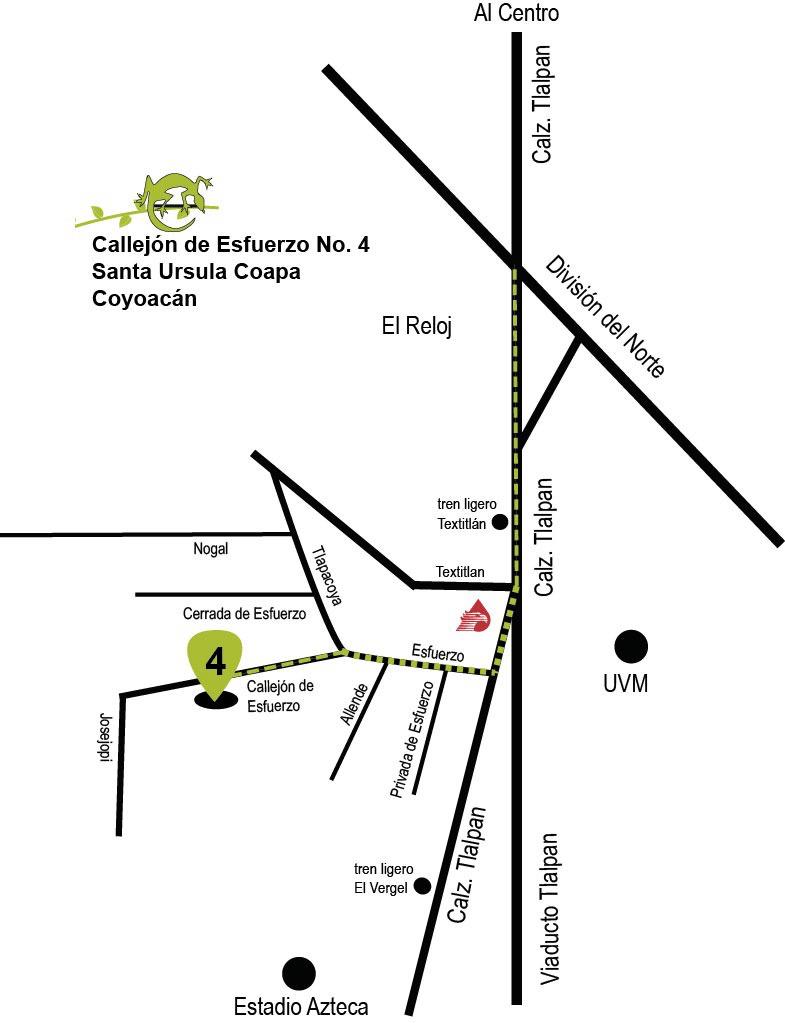 Al Centro
Calz. Tlalpan
Callejón de Esfuerzo No. 4
Santa Ursula Coapa
Coyoacán
División del Norte
El Reloj
tren ligero
Textitlán
Calz. Tlalpan
Nogal
Tlapacoya
Textitlan
Cerrada de Esfuerzo
4
Esfuerzo
UVM
Callejón de
Esfuerzo
Allende
Privada de Esfuerzo
Josejopi
Calz. Tlalpan
tren ligero
El Vergel
Viaducto Tlalpan
Estadio Azteca